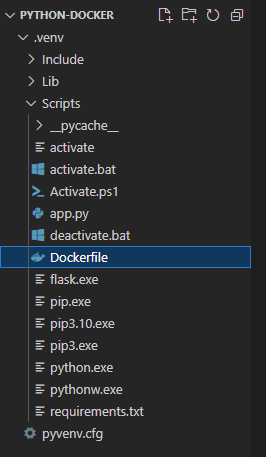 PYTHON-DOCKER
.venv
Include
Lib
Scripts
__pycache__
activate
activate.bat
Activate.ps1
app.py
deactivate.bat
Dockerfile
flask.exe
pip.exe
pip3.10.exe
pip3.exe
python.exe
pythonw.exe
requirements.txt
pyvenv.cfg